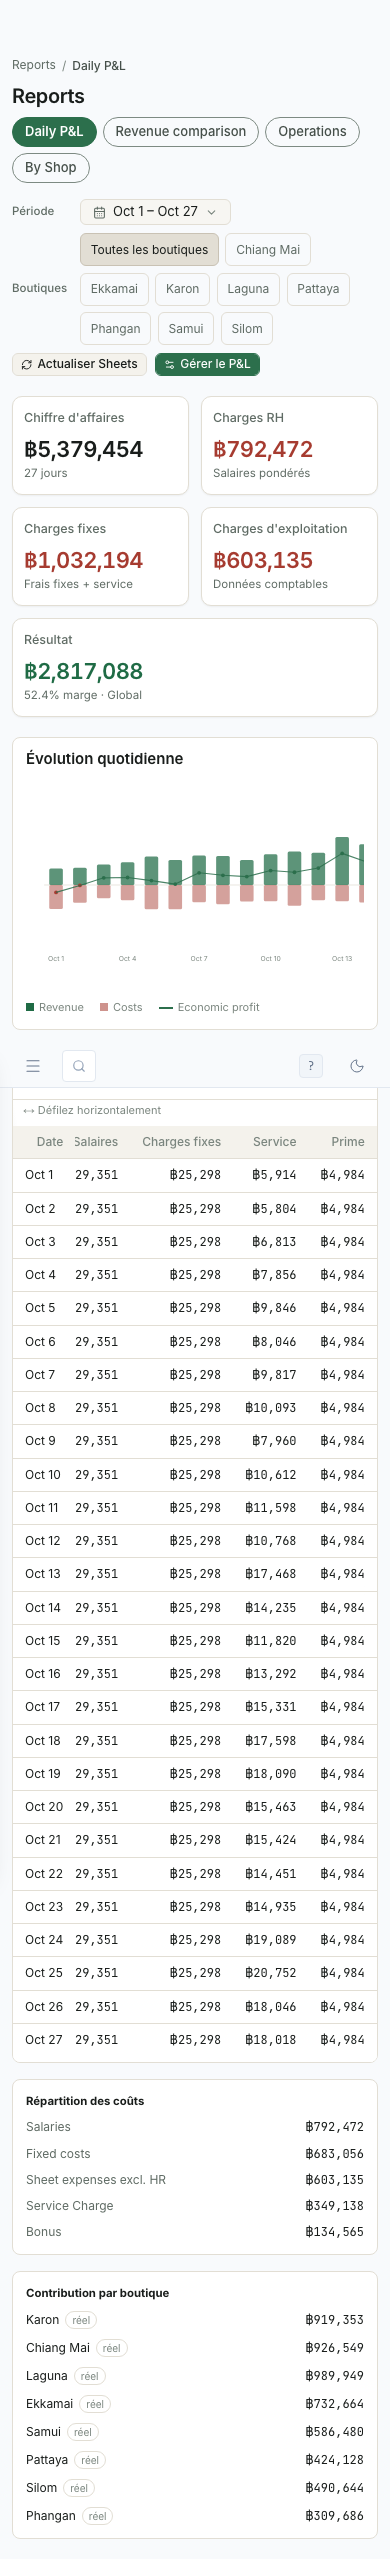 Reports / Daily P&L
Reports
Daily P&L Revenue comparison Operations
By Shop
Période Oct 1 – Oct 27
Toutes les boutiques Chiang Mai
Boutiques Ekkamai Karon Laguna Pattaya
Phangan Samui Silom
Actualiser Sheets Gérer le P&L
Chiffre d'affaires
฿5,379,454
27 jours
Charges RH
฿792,472
Salaires pondérés
Charges fixes
฿1,032,194
Frais fixes + service
Charges d'exploitation
฿603,135
Données comptables
Résultat
฿2,817,088
52.4% marge · Global
Évolution quotidienne
Oct 1 Oct 4 Oct 7 Oct 10 Oct 13
Revenue Costs Economic profit
?
Défilez horizontalement
Date Salaires Charges fixes Service Prime
Oct 1 29,351 ฿25,298 ฿5,914 ฿4,984
Oct 2 29,351 ฿25,298 ฿5,804 ฿4,984
Oct 3 29,351 ฿25,298 ฿6,813 ฿4,984
Oct 4 29,351 ฿25,298 ฿7,856 ฿4,984
Oct 5 29,351 ฿25,298 ฿9,846 ฿4,984
Oct 6 29,351 ฿25,298 ฿8,046 ฿4,984
Oct 7 29,351 ฿25,298 ฿9,817 ฿4,984
Oct 8 29,351 ฿25,298 ฿10,093 ฿4,984
Oct 9 29,351 ฿25,298 ฿7,960 ฿4,984
Oct 10 29,351 ฿25,298 ฿10,612 ฿4,984
Oct 11 29,351 ฿25,298 ฿11,598 ฿4,984
Oct 12 29,351 ฿25,298 ฿10,768 ฿4,984
Oct 13 29,351 ฿25,298 ฿17,468 ฿4,984
Oct 14 29,351 ฿25,298 ฿14,235 ฿4,984
Oct 15 29,351 ฿25,298 ฿11,820 ฿4,984
Oct 16 29,351 ฿25,298 ฿13,292 ฿4,984
Oct 17 29,351 ฿25,298 ฿15,331 ฿4,984
Oct 18 29,351 ฿25,298 ฿17,598 ฿4,984
Oct 19 29,351 ฿25,298 ฿18,090 ฿4,984
Oct 20 29,351 ฿25,298 ฿15,463 ฿4,984
Oct 21 29,351 ฿25,298 ฿15,424 ฿4,984
Oct 22 29,351 ฿25,298 ฿14,451 ฿4,984
Oct 23 29,351 ฿25,298 ฿14,935 ฿4,984
Oct 24 29,351 ฿25,298 ฿19,089 ฿4,984
Oct 25 29,351 ฿25,298 ฿20,752 ฿4,984
Oct 26 29,351 ฿25,298 ฿18,046 ฿4,984
Oct 27 29,351 ฿25,298 ฿18,018 ฿4,984
Répartition des coûts
Salaries ฿792,472
Fixed costs ฿683,056
Sheet expenses excl. HR ฿603,135
Service Charge ฿349,138
Bonus ฿134,565
Contribution par boutique
Karon réel ฿919,353
Chiang Mai réel ฿926,549
Laguna réel ฿989,949
Ekkamai réel ฿732,664
Samui réel ฿586,480
Pattaya réel ฿424,128
Silom réel ฿490,644
Phangan réel ฿309,686